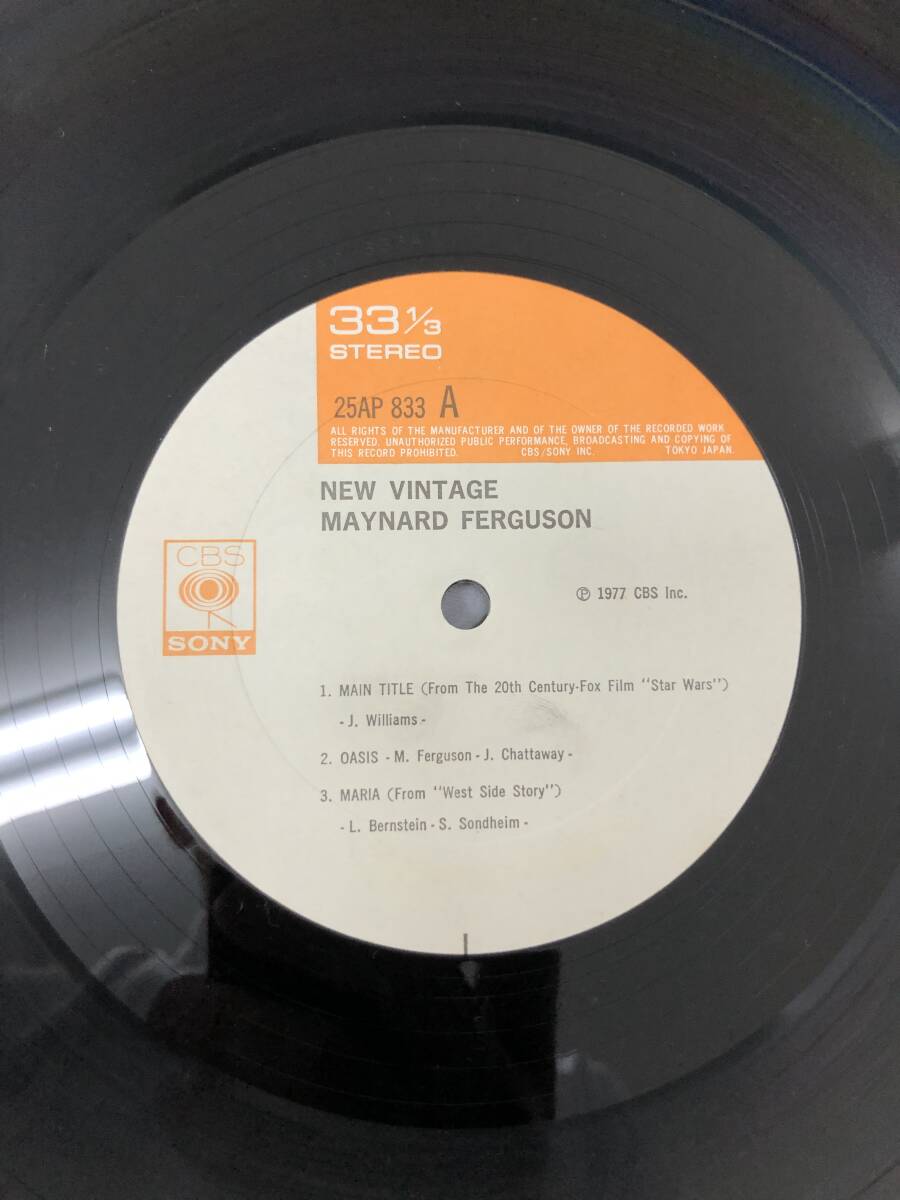 33 1/3
STEREO
25AP 833 A
ALL RIGHTS OF THE MANUFACTURER AND OF THE OWNER OF THE RECORDED WORK
RESERVED. UNAUTHORIZED PUBLIC PERFORMANCE, BROADCASTING AND COPYING OF
THIS RECORD PROHIBITED. CBS/SONY INC. TOKYO JAPAN.
NEW VINTAGE
MAYNARD FERGUSON
CBS
SONY
℗ 1977 CBS Inc.
1. MAIN TITLE (From The 20th Century-Fox Film "Star Wars")
- J. Williams -
2. OASIS - M. Ferguson - J. Chattaway -
3. MARIA (From "West Side Story")
- L. Bernstein - S. Sondheim -